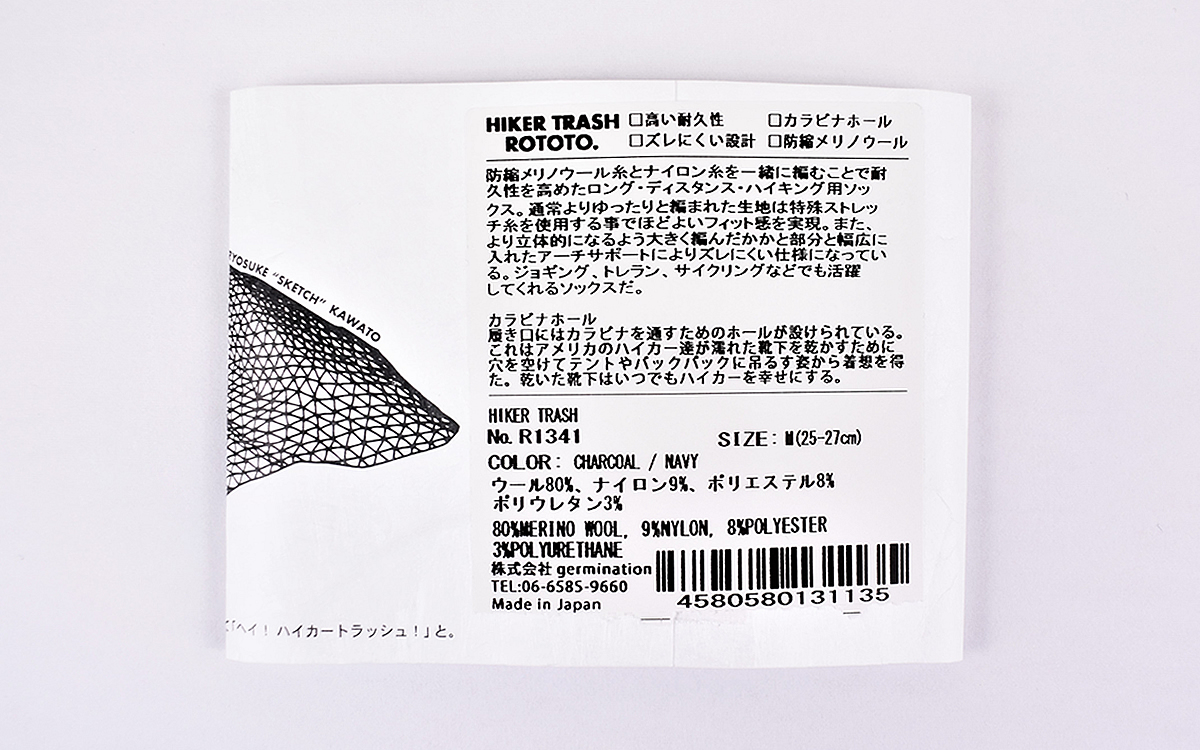 HIKER TRASH
ROTOTO.
□高い耐久性 □カラビナホール
□ズレにくい設計 □防縮メリノウール
防縮メリノウール糸とナイロン糸を一緒に編むことで耐
久性を高めたロング・ディスタンス・ハイキング用ソッ
クス。通常よりゆったりと編まれた生地は特殊ストレッ
チ糸を使用する事でほどよいフィット感を実現。また、
より立体的になるよう大きく編んだかかと部分と幅広に
入れたアーチサポートによりズレにくい仕様になってい
る。ジョギング、トレラン、サイクリングなどでも活躍
してくれるソックスだ。
カラビナホール
履き口にはカラビナを通すためのホールが設けられている。
これはアメリカのハイカー達が濡れた靴下を乾かすために
穴を空けてテントやバックパックに吊るす姿から着想を得
た。乾いた靴下はいつでもハイカーを幸せにする。
HIKER TRASH
No. R1341 SIZE: M(25-27cm)
COLOR: CHARCOAL / NAVY
ウール80%、ナイロン9%、ポリエステル8%
ポリウレタン3%
80%MERINO WOOL, 9%NYLON, 8%POLYESTER
3%POLYURETHANE
株式会社 germination
TEL:06-6585-9660
Made in Japan
4580580131135
RYOSUKE "SKETCH" KAWATO
「ヘイ！ハイカートラッシュ！」と。